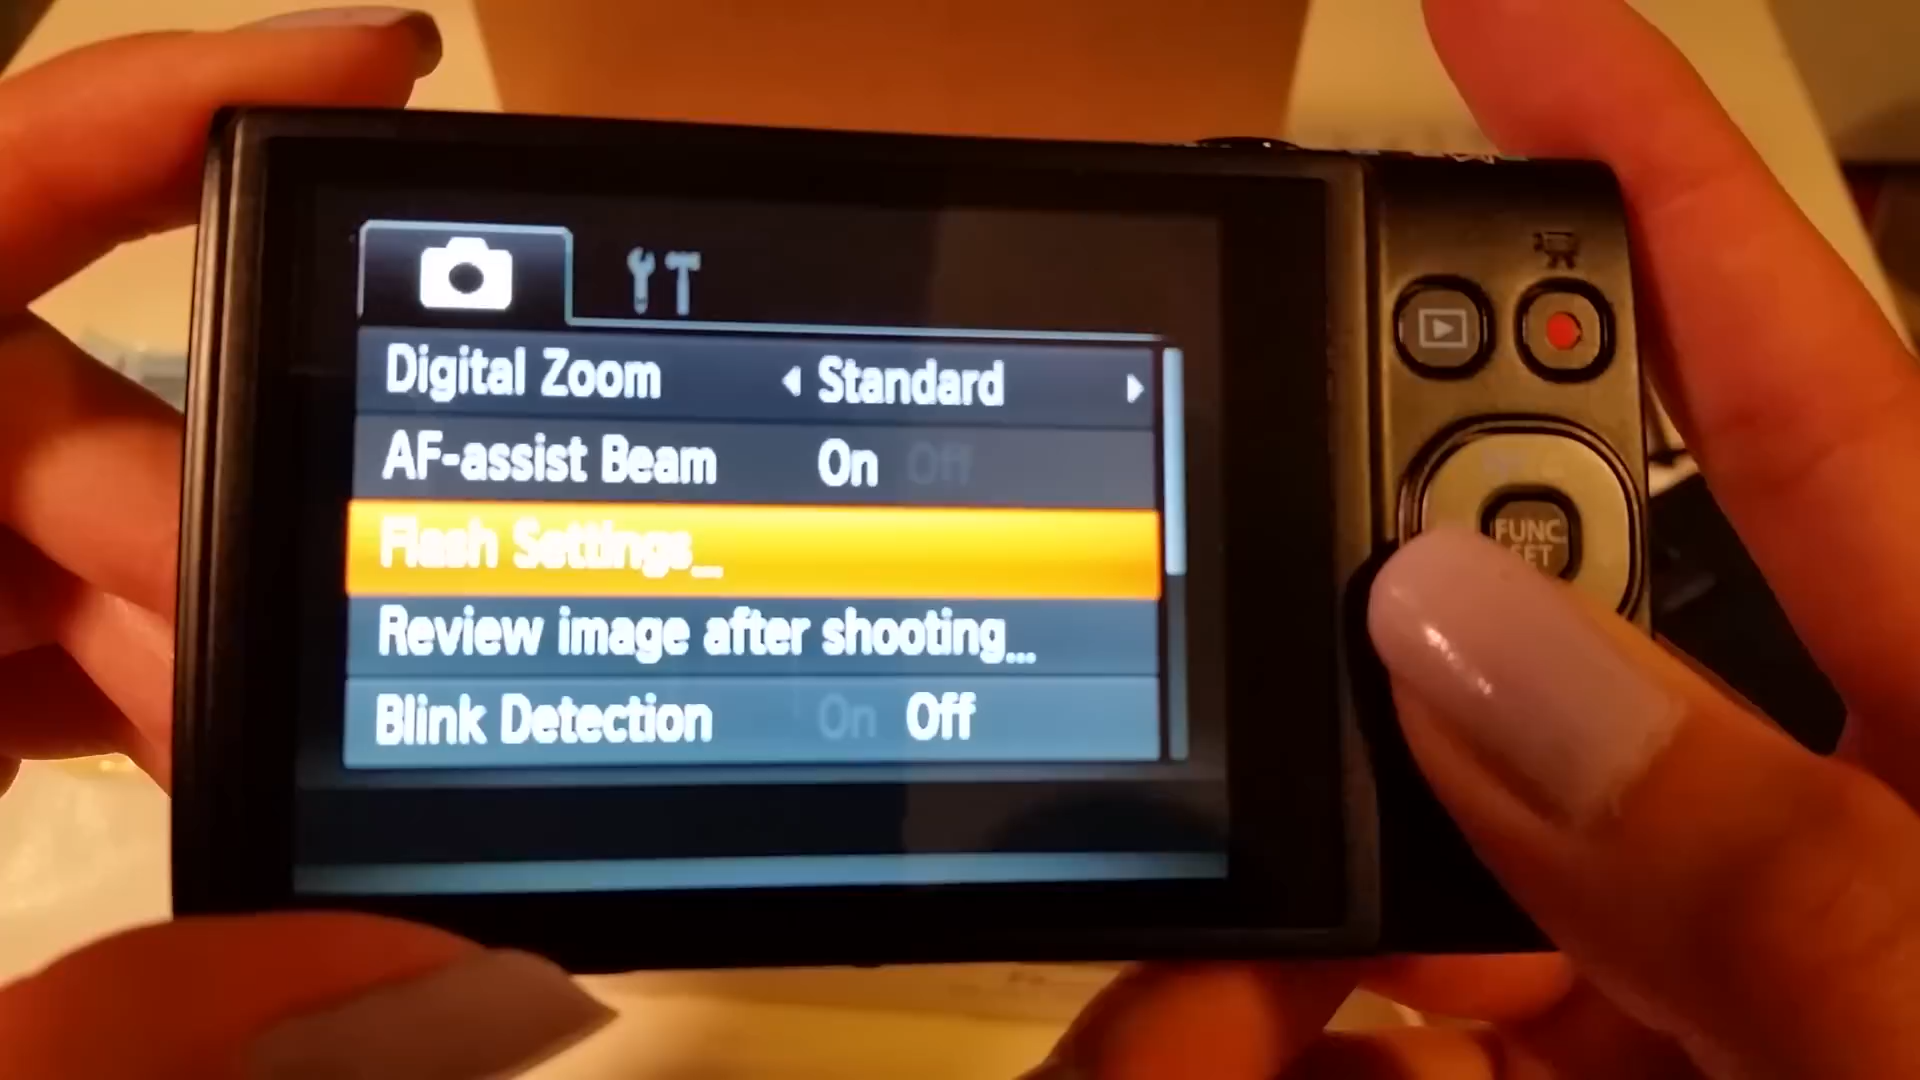 Digital Zoom Standard
AF-assist Beam On Off
Flash Settings...
Review image after shooting...
Blink Detection On Off
FUNC.
SET